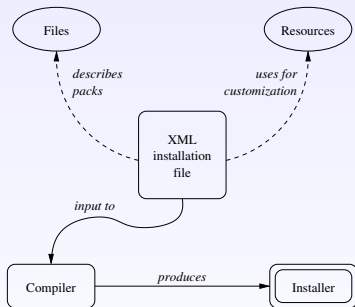 Files
Resources
describes
packs
uses for
customization
XML
installation
file
input to
Compiler
produces
Installer